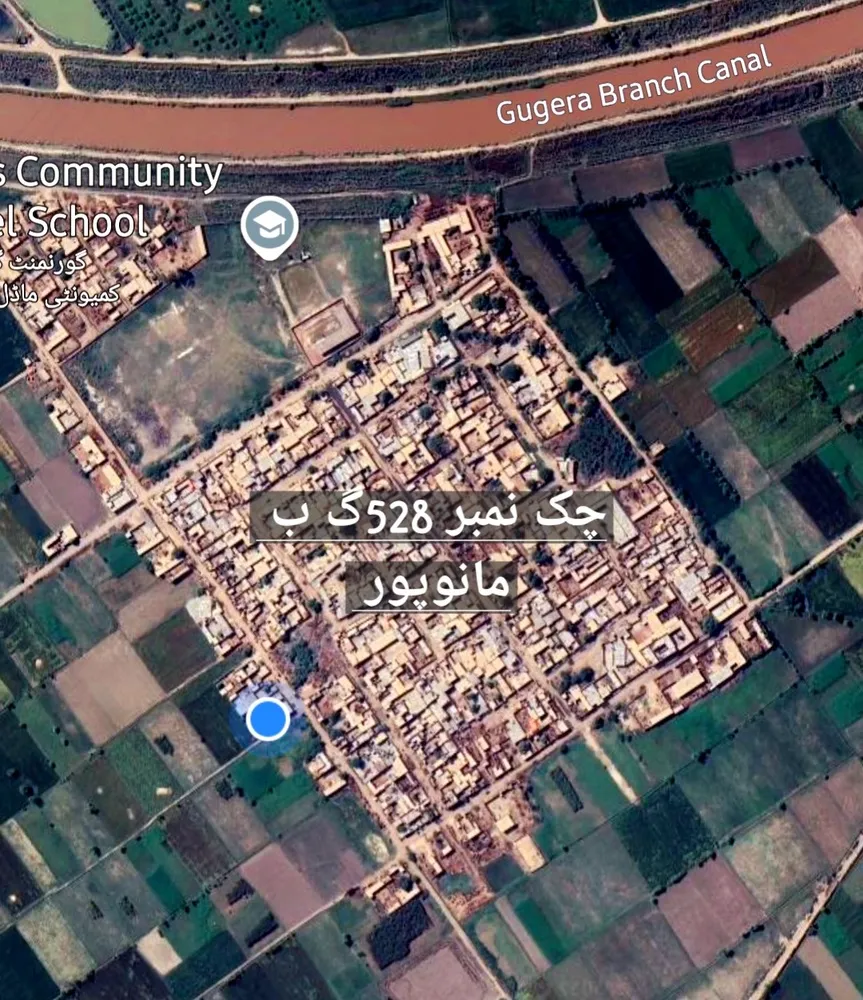 Gugera Branch Canal
s Community
el School
گورنمنٹ
کمیونٹی ماڈل
چک نمبر 528گ ب
مانوپور